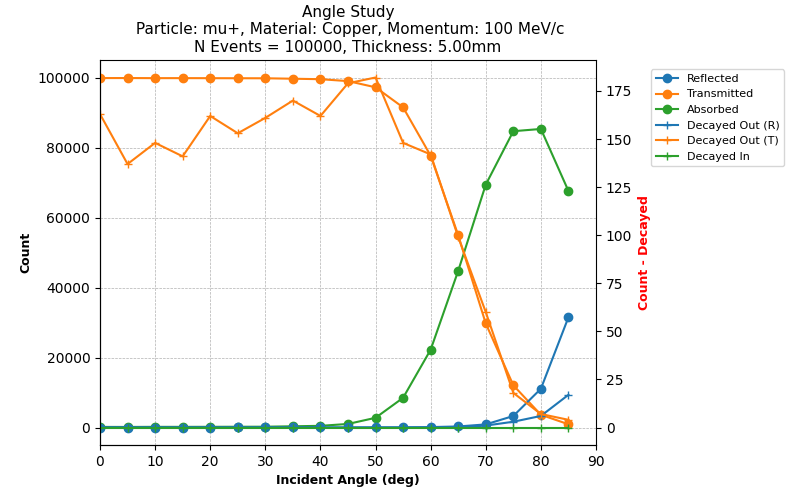 Angle Study
Particle: mu+, Material: Copper, Momentum: 100 MeV/c
N Events = 100000, Thickness: 5.00mm
Count
100000
80000
60000
40000
20000
0
0 10 20 30 40 50 60 70 80 90
Incident Angle (deg)
175
150
125
100
75
50
25
0
Count - Decayed
Reflected
Transmitted
Absorbed
Decayed Out (R)
Decayed Out (T)
Decayed In